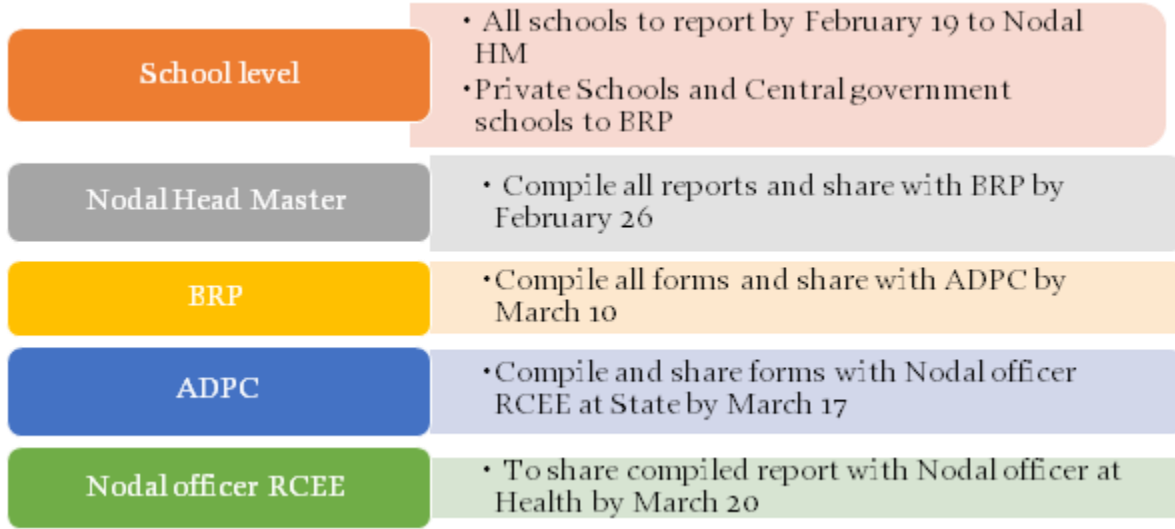 School level
• All schools to report by February 19 to Nodal
HM
• Private Schools and Central government
schools to BRP
Nodal Head Master
• Compile all reports and share with BRP by
February 26
BRP
• Compile all forms and share with ADPC by
March 10
ADPC
• Compile and share forms with Nodal officer
RCEE at State by March 17
Nodal officer RCEE
• To share compiled report with Nodal officer at
Health by March 20